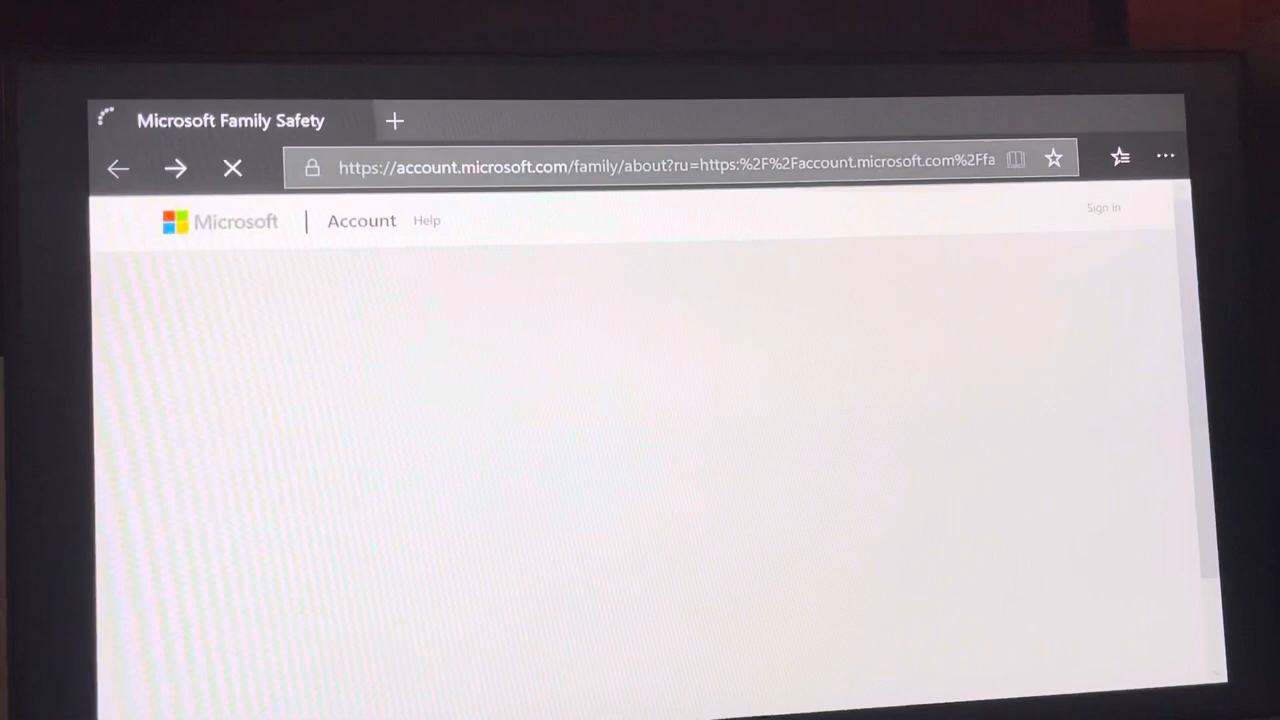 Microsoft Family Safety
https://account.microsoft.com/family/about?ru=https:%2F%2Faccount.microsoft.com%2Ffa
Microsoft | Account Help
Sign in